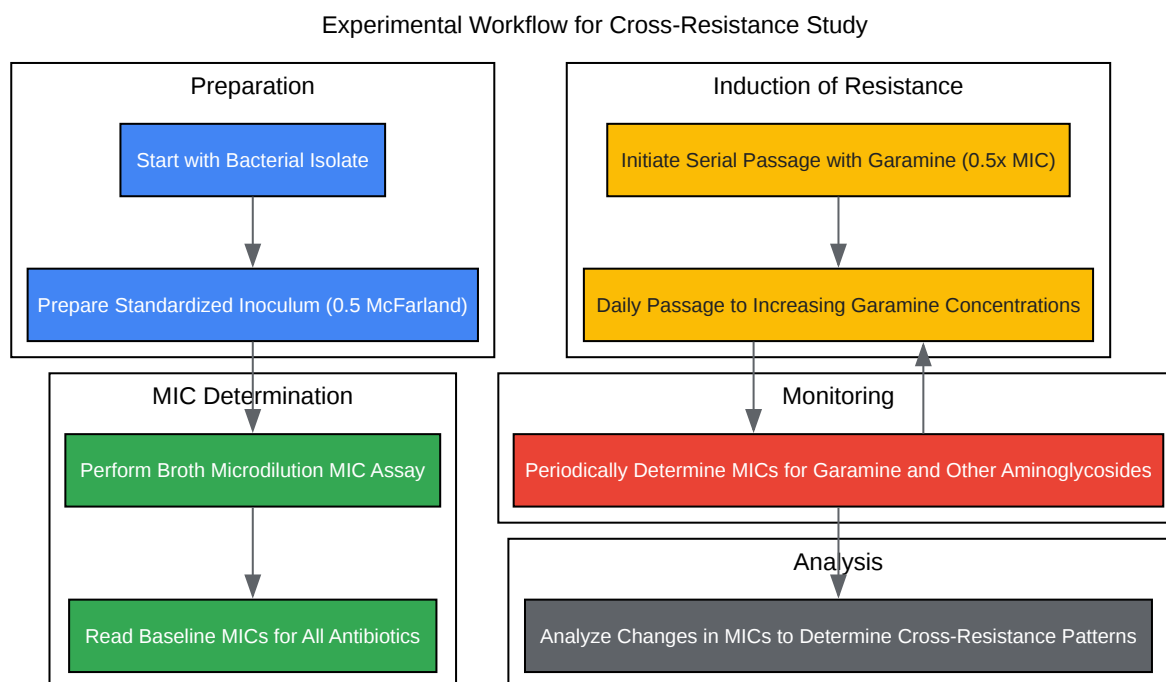 Experimental Workflow for Cross-Resistance Study
Preparation
Start with Bacterial Isolate
Prepare Standardized Inoculum (0.5 McFarland)
MIC Determination
Perform Broth Microdilution MIC Assay
Read Baseline MICs for All Antibiotics
Induction of Resistance
Initiate Serial Passage with Garamine (0.5x MIC)
Daily Passage to Increasing Garamine Concentrations
Monitoring
Periodically Determine MICs for Garamine and Other Aminoglycosides
Analysis
Analyze Changes in MICs to Determine Cross-Resistance Patterns